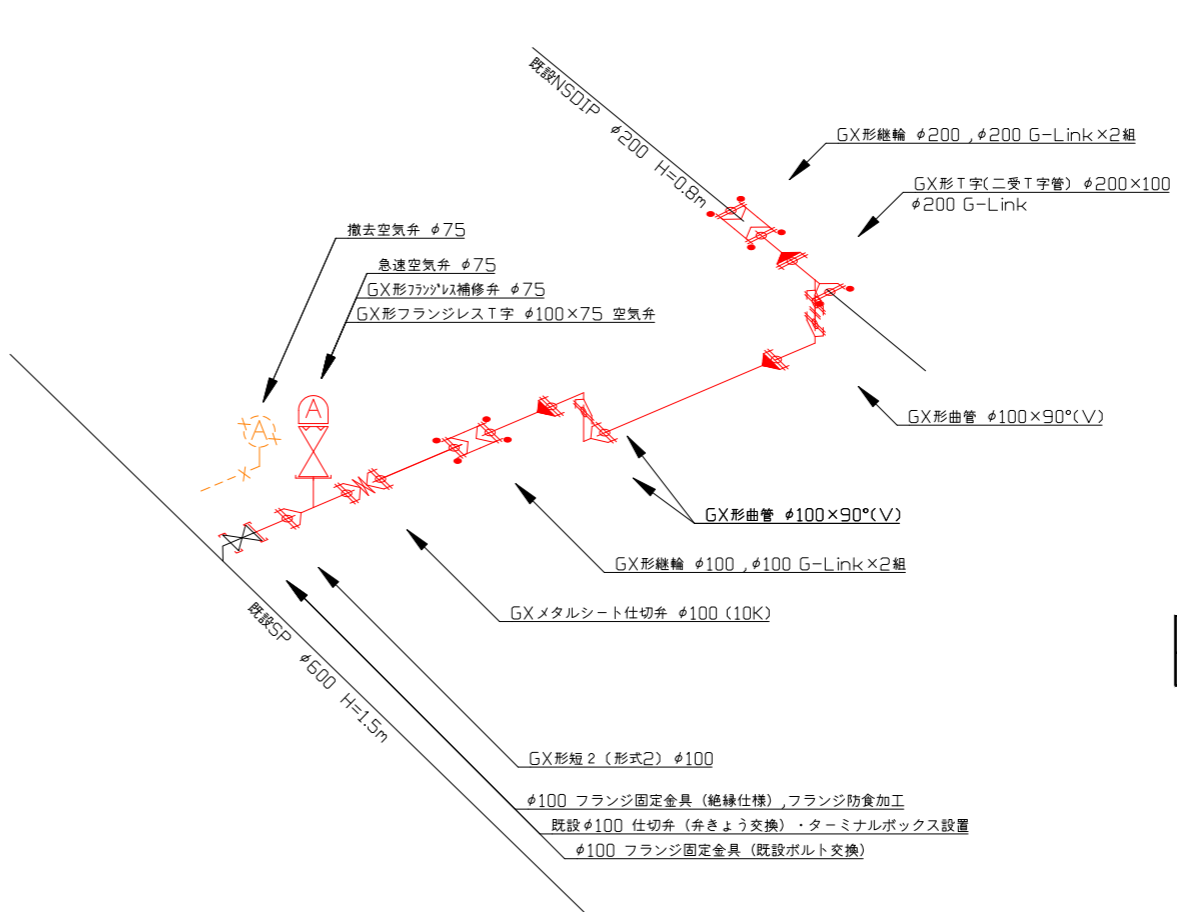 既設NSDIP φ200 H=0.8m
GX形継輪 φ200 ,φ200 G-Link×2組
GX形T字(二受T字管) φ200×100
φ200 G-Link
撤去空気弁 φ75
急速空気弁 φ75
GX形フランジレス補修弁 φ75
GX形フランジレスT字 φ100×75 空気弁
A
A
GX形曲管 φ100×90°(V)
GX形曲管 φ100×90°(V)
GX形継輪 φ100 ,φ100 G-Link×2組
GXメタルシート仕切弁 φ100 (10K)
既設SP φ600 H=1.5m
GX形短2 (形式2) φ100
φ100 フランジ固定金具 (絶縁仕様) ,フランジ防食加工
既設φ100 仕切弁 (弁きょう交換)・ターミナルボックス設置
φ100 フランジ固定金具 (既設ボルト交換)